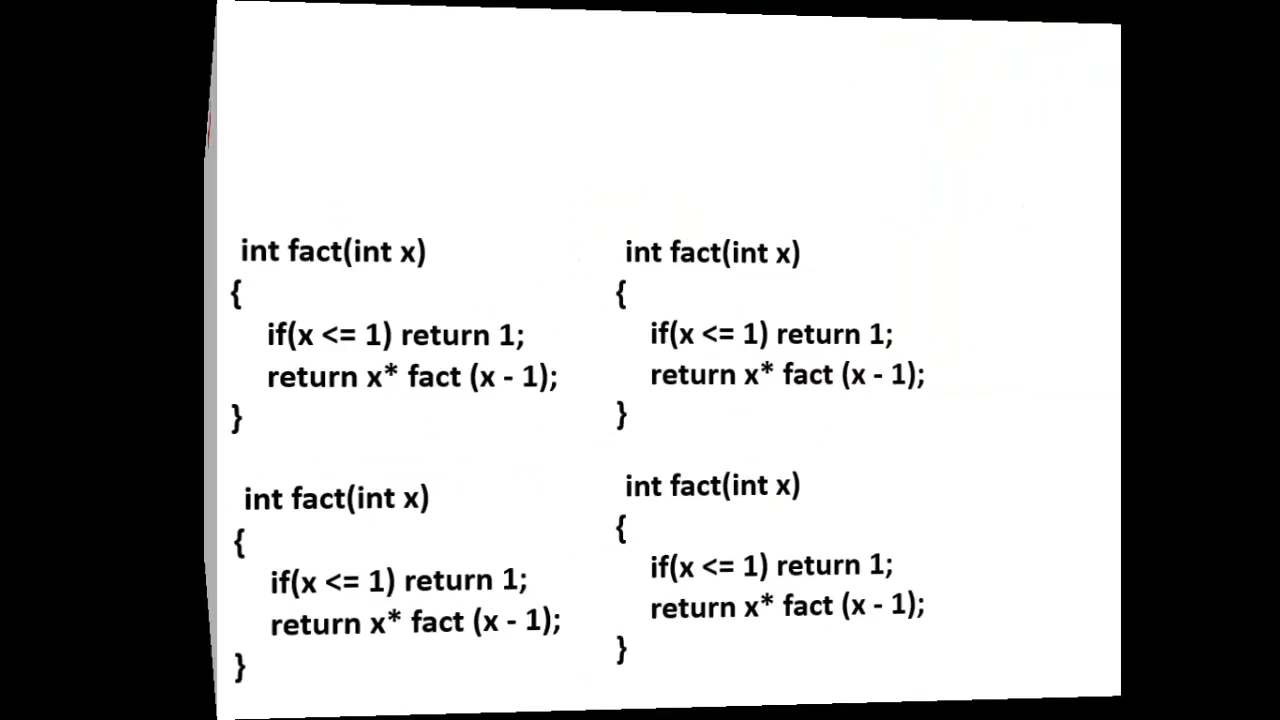 int fact(int x)
{
if(x <= 1) return 1;
return x* fact (x - 1);
}
int fact(int x)
{
if(x <= 1) return 1;
return x* fact (x - 1);
}
int fact(int x)
{
if(x <= 1) return 1;
return x* fact (x - 1);
}
int fact(int x)
{
if(x <= 1) return 1;
return x* fact (x - 1);
}